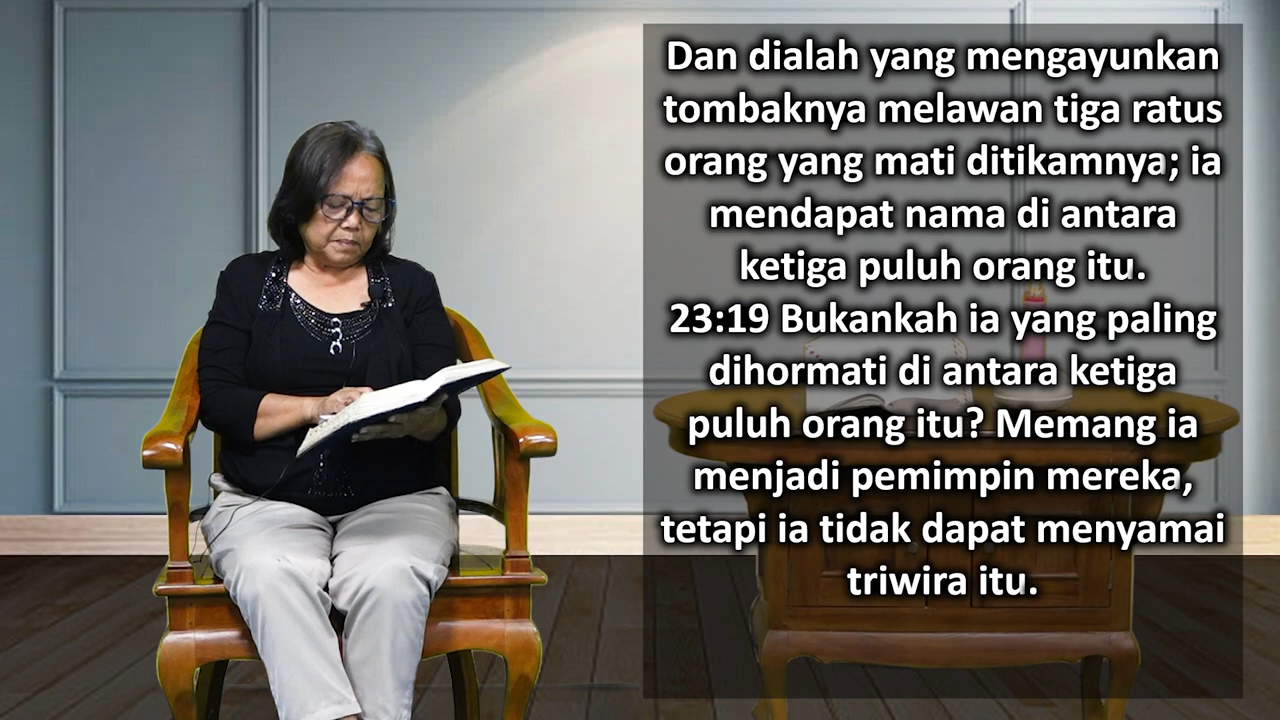 Dan dialah yang mengayunkan
tombaknya melawan tiga ratus
orang yang mati ditikamnya; ia
mendapat nama di antara
ketiga puluh orang itu.
23:19 Bukankah ia yang paling
dihormati di antara ketiga
puluh orang itu? Memang ia
menjadi pemimpin mereka,
tetapi ia tidak dapat menyamai
triwira itu.